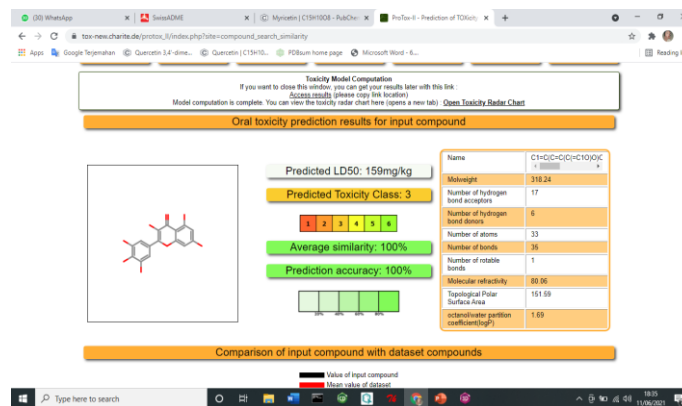 (30) WhatsApp
SwissADME
Myricetin | C15H10O8 - PubChe
ProTox-II - Prediction of TOXicity
tox-new.charite.de/protox_II/index.php?site=compound_search_similarity
Apps
Google Terjemahan
Quercetin 3,4'-dime...
Quercetin | C15H10...
PDBsum home page
Microsoft Word - 6...
Reading l
Toxicity Model Computation
If you want to close this window, you can get your results later with this link :
Access results (please copy link location)
Model computation is complete. You can view the toxicity radar chart here (opens a new tab) : Open Toxicity Radar Chart
Oral toxicity prediction results for input compound
Predicted LD50: 159mg/kg
Predicted Toxicity Class: 3
1 2 3 4 5 6
Average similarity: 100%
Prediction accuracy: 100%
Name C1=C(C=C(C(=C1O)O)C
Molweight 318.24
Number of hydrogen bond acceptors 17
Number of hydrogen bond donors 6
Number of atoms 33
Number of bonds 35
Number of rotable bonds 1
Molecular refractivity 80.06
Topological Polar Surface Area 151.59
octanol/water partition coefficient(logP) 1.69
Comparison of input compound with dataset compounds
Value of input compound
Mean value of dataset
Type here to search
18:35
11/06/2021